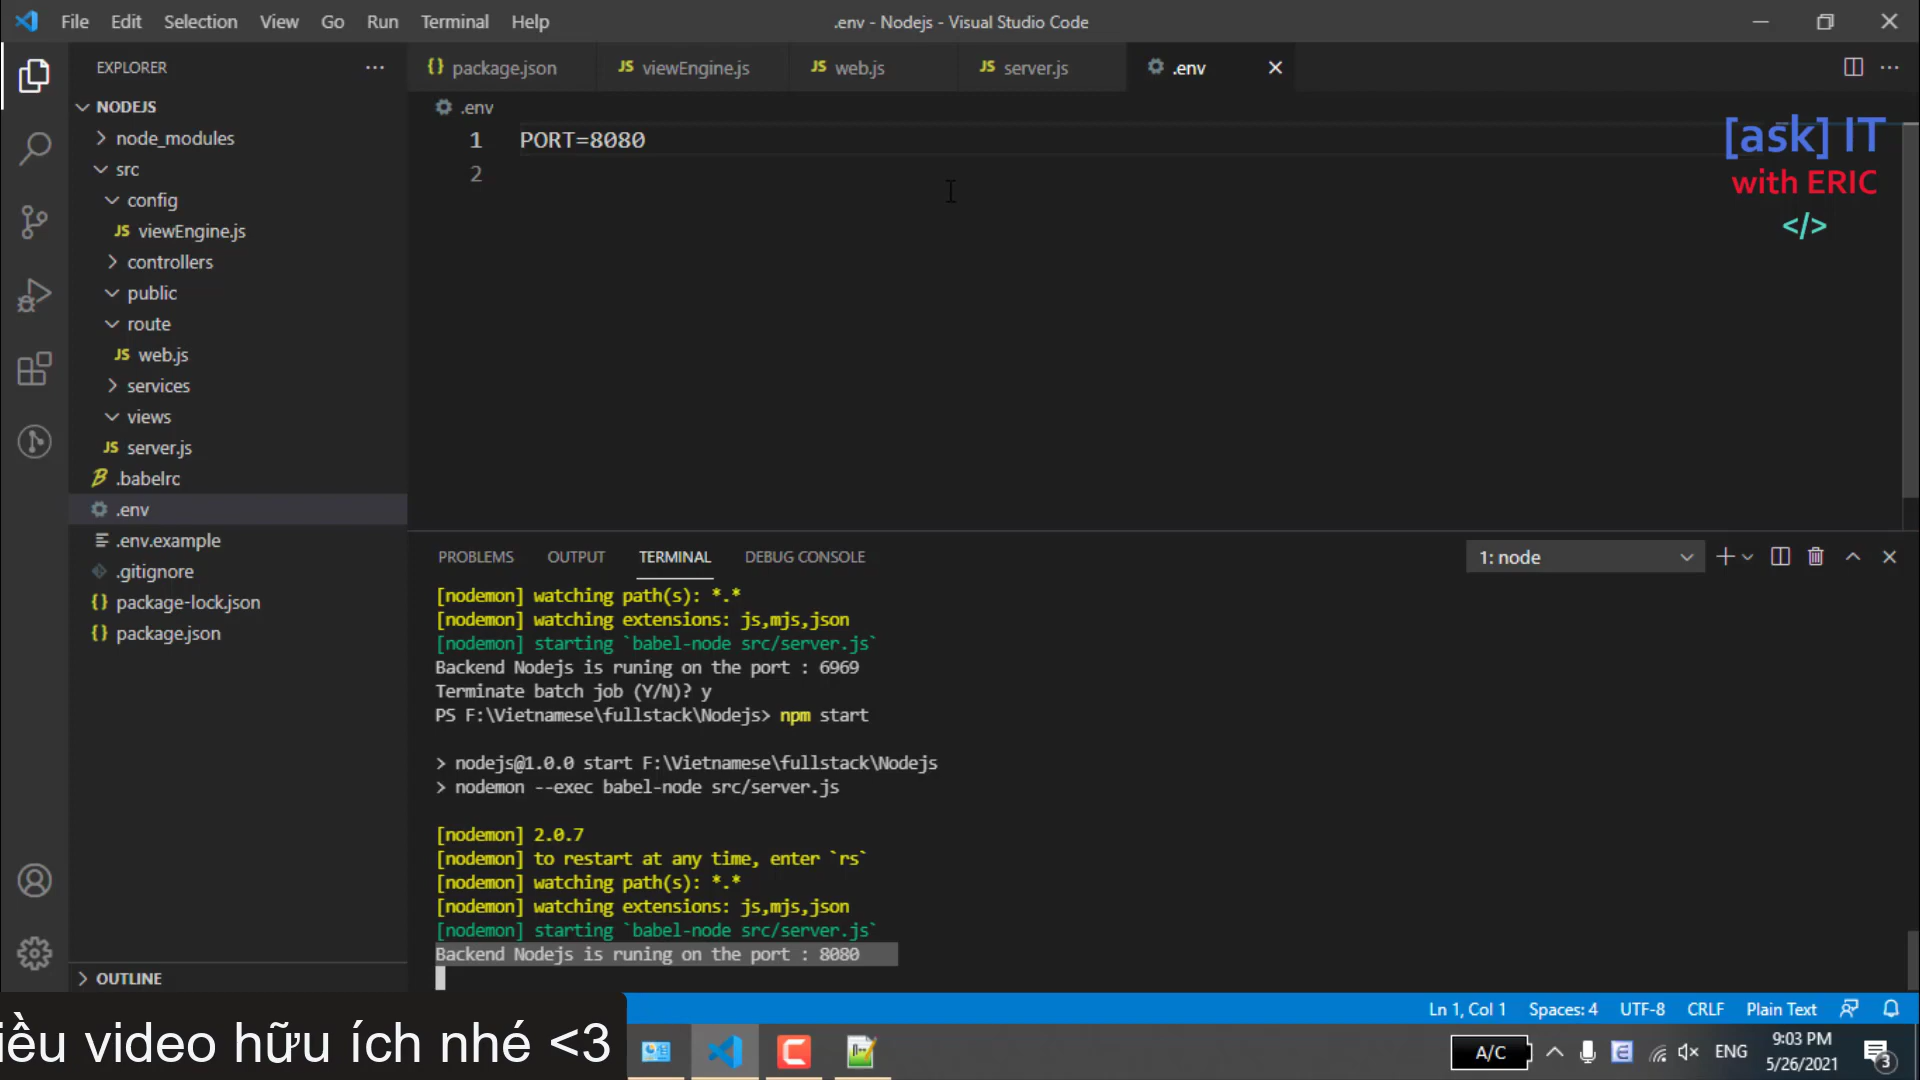 File Edit Selection View Go Run Terminal Help
.env - Nodejs - Visual Studio Code
EXPLORER
NODEJS
node_modules
src
config
JS viewEngine.js
controllers
public
route
JS web.js
services
views
JS server.js
.babelrc
.env
.env.example
.gitignore
{} package-lock.json
{} package.json
OUTLINE
{} package.json
JS viewEngine.js
JS web.js
JS server.js
.env
.env
1 PORT=8080
2
[ask] IT
with ERIC
</>
PROBLEMS OUTPUT TERMINAL DEBUG CONSOLE
1: node
[nodemon] watching path(s): *.*
[nodemon] watching extensions: js,mjs,json
[nodemon] starting `babel-node src/server.js`
Backend Nodejs is runing on the port : 6969
Terminate batch job (Y/N)? y
PS F:\Vietnamese\fullstack\Nodejs> npm start
> nodejs@1.0.0 start F:\Vietnamese\fullstack\Nodejs
> nodemon --exec babel-node src/server.js
[nodemon] 2.0.7
[nodemon] to restart at any time, enter `rs`
[nodemon] watching path(s): *.*
[nodemon] watching extensions: js,mjs,json
[nodemon] starting `babel-node src/server.js`
Backend Nodejs is runing on the port : 8080
Ln 1, Col 1 Spaces: 4 UTF-8 CRLF Plain Text
iều video hữu ích nhé <3
A/C
ENG
9:03 PM
5/26/2021
3